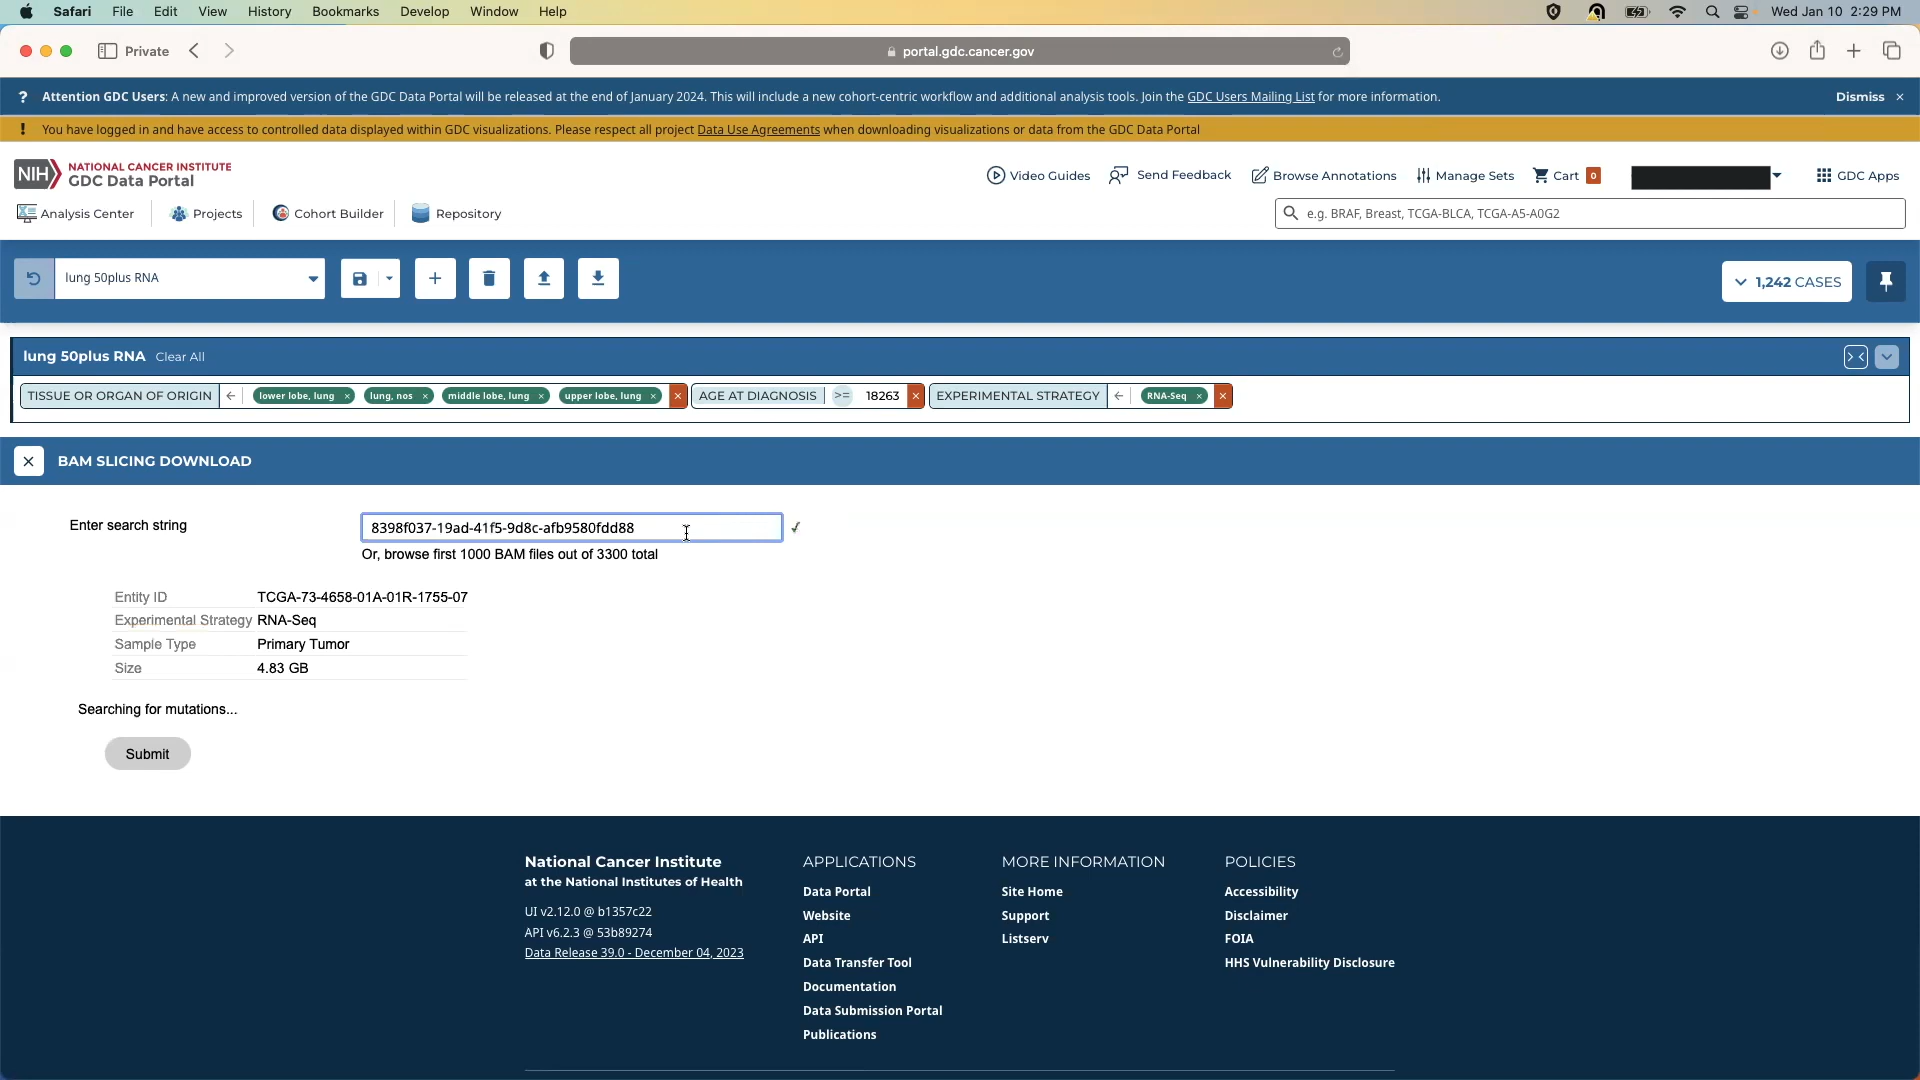 Safari File Edit View History Bookmarks Develop Window Help Wed Jan 10 2:29 PM
Private portal.gdc.cancer.gov
? Attention GDC Users: A new and improved version of the GDC Data Portal will be released at the end of January 2024. This will include a new cohort-centric workflow and additional analysis tools. Join the GDC Users Mailing List for more information. Dismiss ×
! You have logged in and have access to controlled data displayed within GDC visualizations. Please respect all project Data Use Agreements when downloading visualizations or data from the GDC Data Portal
NIH NATIONAL CANCER INSTITUTE
GDC Data Portal
Video Guides Send Feedback Browse Annotations Manage Sets Cart 0 GDC Apps
Analysis Center Projects Cohort Builder Repository e.g. BRAF, Breast, TCGA-BLCA, TCGA-A5-A0G2
lung 50plus RNA 1,242 CASES
lung 50plus RNA Clear All
TISSUE OR ORGAN OF ORIGIN lower lobe, lung × lung, nos × middle lobe, lung × upper lobe, lung × × AGE AT DIAGNOSIS >= 18263 × EXPERIMENTAL STRATEGY RNA-Seq × ×
× BAM SLICING DOWNLOAD
Enter search string 8398f037-19ad-41f5-9d8c-afb9580fdd88 ✓
Or, browse first 1000 BAM files out of 3300 total
Entity ID TCGA-73-4658-01A-01R-1755-07
Experimental Strategy RNA-Seq
Sample Type Primary Tumor
Size 4.83 GB
Searching for mutations...
Submit
National Cancer Institute
at the National Institutes of Health
UI v2.12.0 @ b1357c22
API v6.2.3 @ 53b89274
Data Release 39.0 - December 04, 2023
APPLICATIONS
Data Portal
Website
API
Data Transfer Tool
Documentation
Data Submission Portal
Publications
MORE INFORMATION
Site Home
Support
Listserv
POLICIES
Accessibility
Disclaimer
FOIA
HHS Vulnerability Disclosure